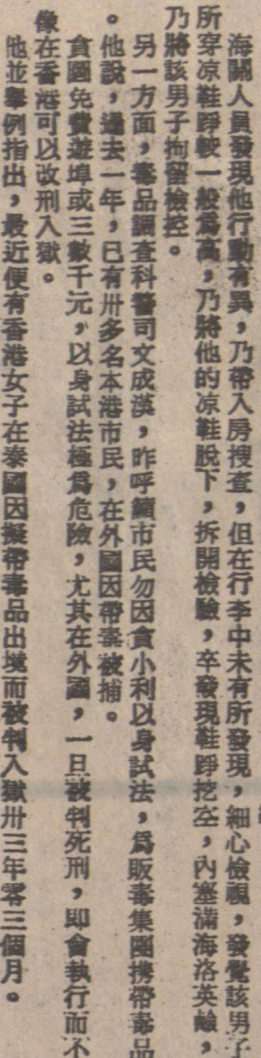 海關人員發現他行動有異，乃帶入房搜查，但在行李中未有所發現，細心檢視，發覺該男子
所穿凉鞋踭較一般爲高，乃將他的凉鞋脫下，拆開檢驗，卒發現鞋踭挖空，內塞滿海洛英鹼，
乃將該男子拘留檢控。
另一方面，毒品調查科警司文成漢，昨呼籲市民勿因貪小利以身試法，爲販毒集團携帶毒品
。他說，過去一年，已有卅多名本港市民，在外國因帶毒被捕。
貪圖免費遊埠或三數千元，以身試法極爲危險，尤其在外國，一旦被判死刑，即會執行而不
像在香港可以改刑入獄。
他並舉例指出，最近便有香港女子在泰國因擬帶毒品出境而被判入獄卅三年零三個月。